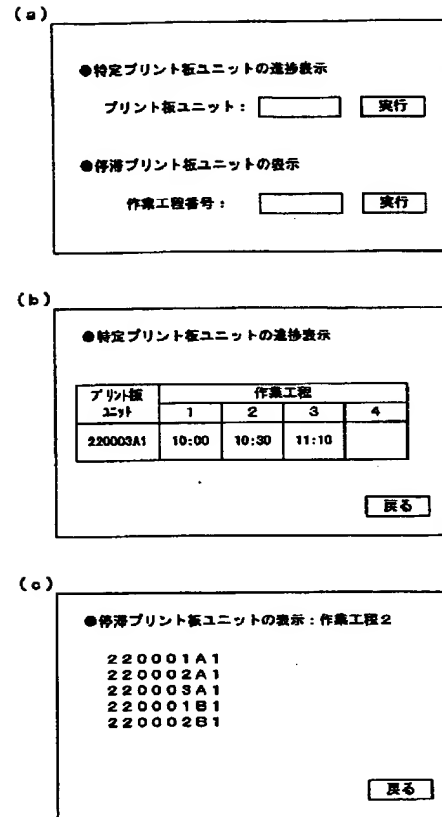 (a)
●特定プリント板ユニットの進捗表示
プリント板ユニット： 実行
●停滞プリント板ユニットの表示
作業工程番号： 実行
(b)
●特定プリント板ユニットの進捗表示
プリント板ユニット 作業工程
1 2 3 4
220003A1 10:00 10:30 11:10
戻る
(c)
●停滞プリント板ユニットの表示：作業工程2
220001A1
220002A1
220003A1
220001B1
220002B1
戻る